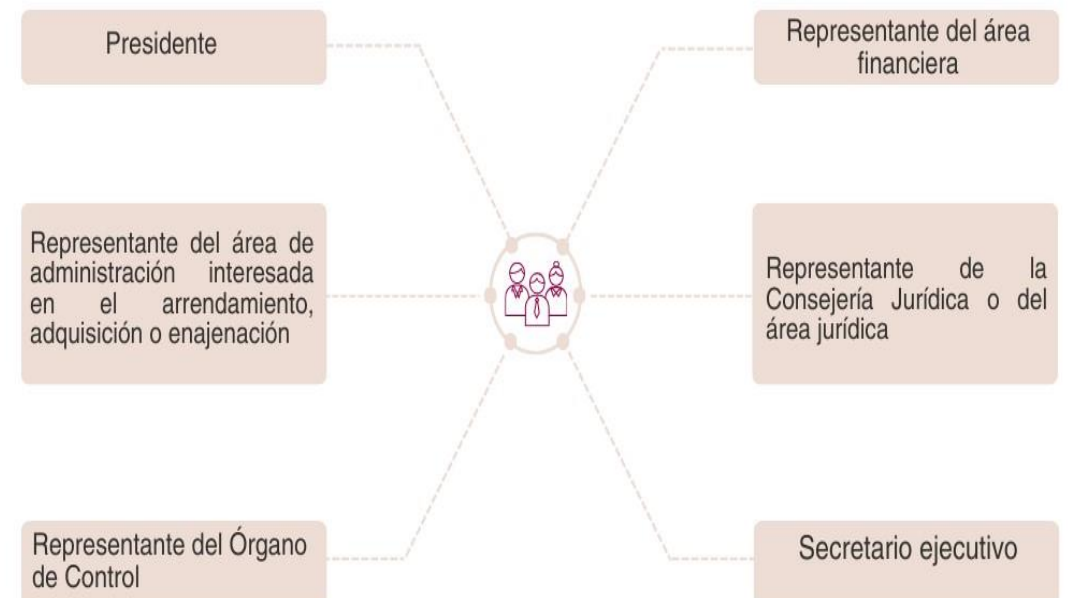 Presidente
Representante del área
financiera
Representante del área de
administración interesada
en el arrendamiento,
adquisición o enajenación
Representante de la
Consejería Jurídica o del
área jurídica
Representante del Órgano
de Control
Secretario ejecutivo